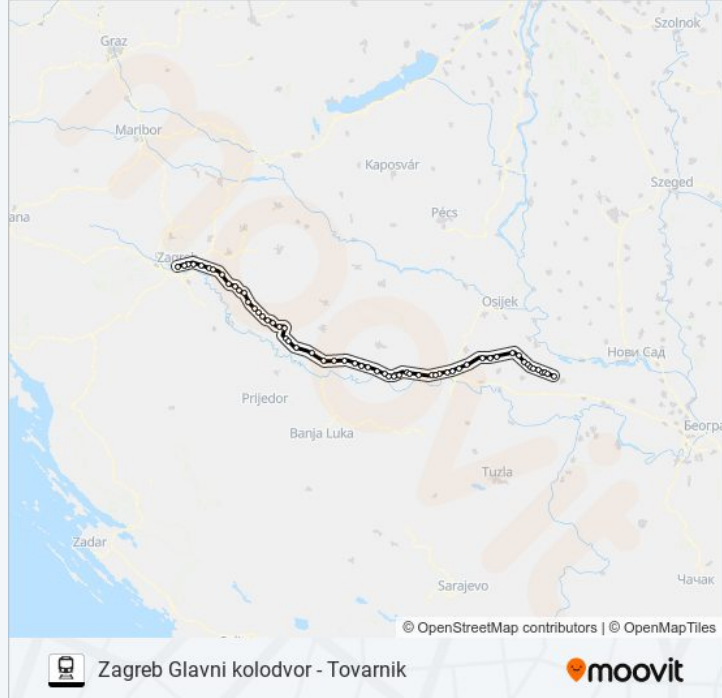 Szolnok
Graz
Maribor
Kaposvár
Szeged
ana
Pécs
Zagreb
Osijek
Нови Сад
Prijedor
Београ
Banja Luka
Tuzla
Zadar
Чачак
Sarajevo
© OpenStreetMap contributors | © OpenMapTiles
Zagreb Glavni kolodvor - Tovarnik
moovit
moovit